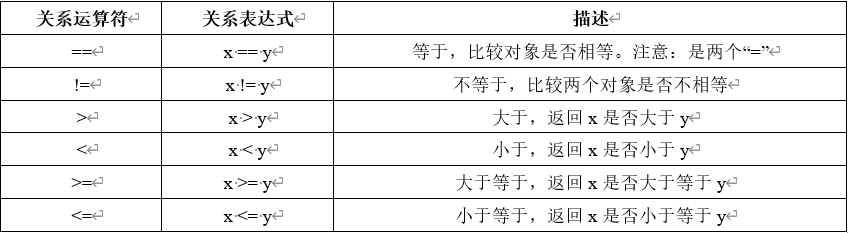 关系运算符 关系表达式 描述
== x == y 等于，比较对象是否相等。注意：是两个“=”
!= x != y 不等于，比较两个对象是否不相等
> x > y 大于，返回 x 是否大于 y
< x < y 小于，返回 x 是否小于 y
>= x >= y 大于等于，返回 x 是否大于等于 y
<= x <= y 小于等于，返回 x 是否小于等于 y